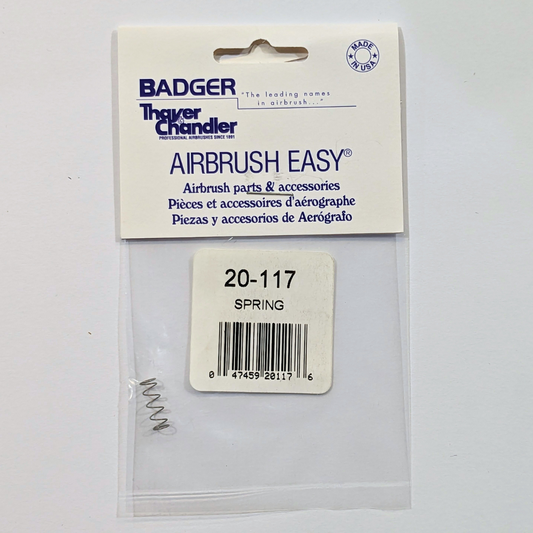 MADE
IN USA
BADGER
Thayer &
Chandler
PROFESSIONAL AIRBRUSHES SINCE 1891
"The leading names
in airbrush..."
AIRBRUSH EASY®
Airbrush parts & accessories
Pièces et accessoires d'aérographe
Piezas y accesorios de Aerógrafo
20-117
SPRING
0 47459 20117 6